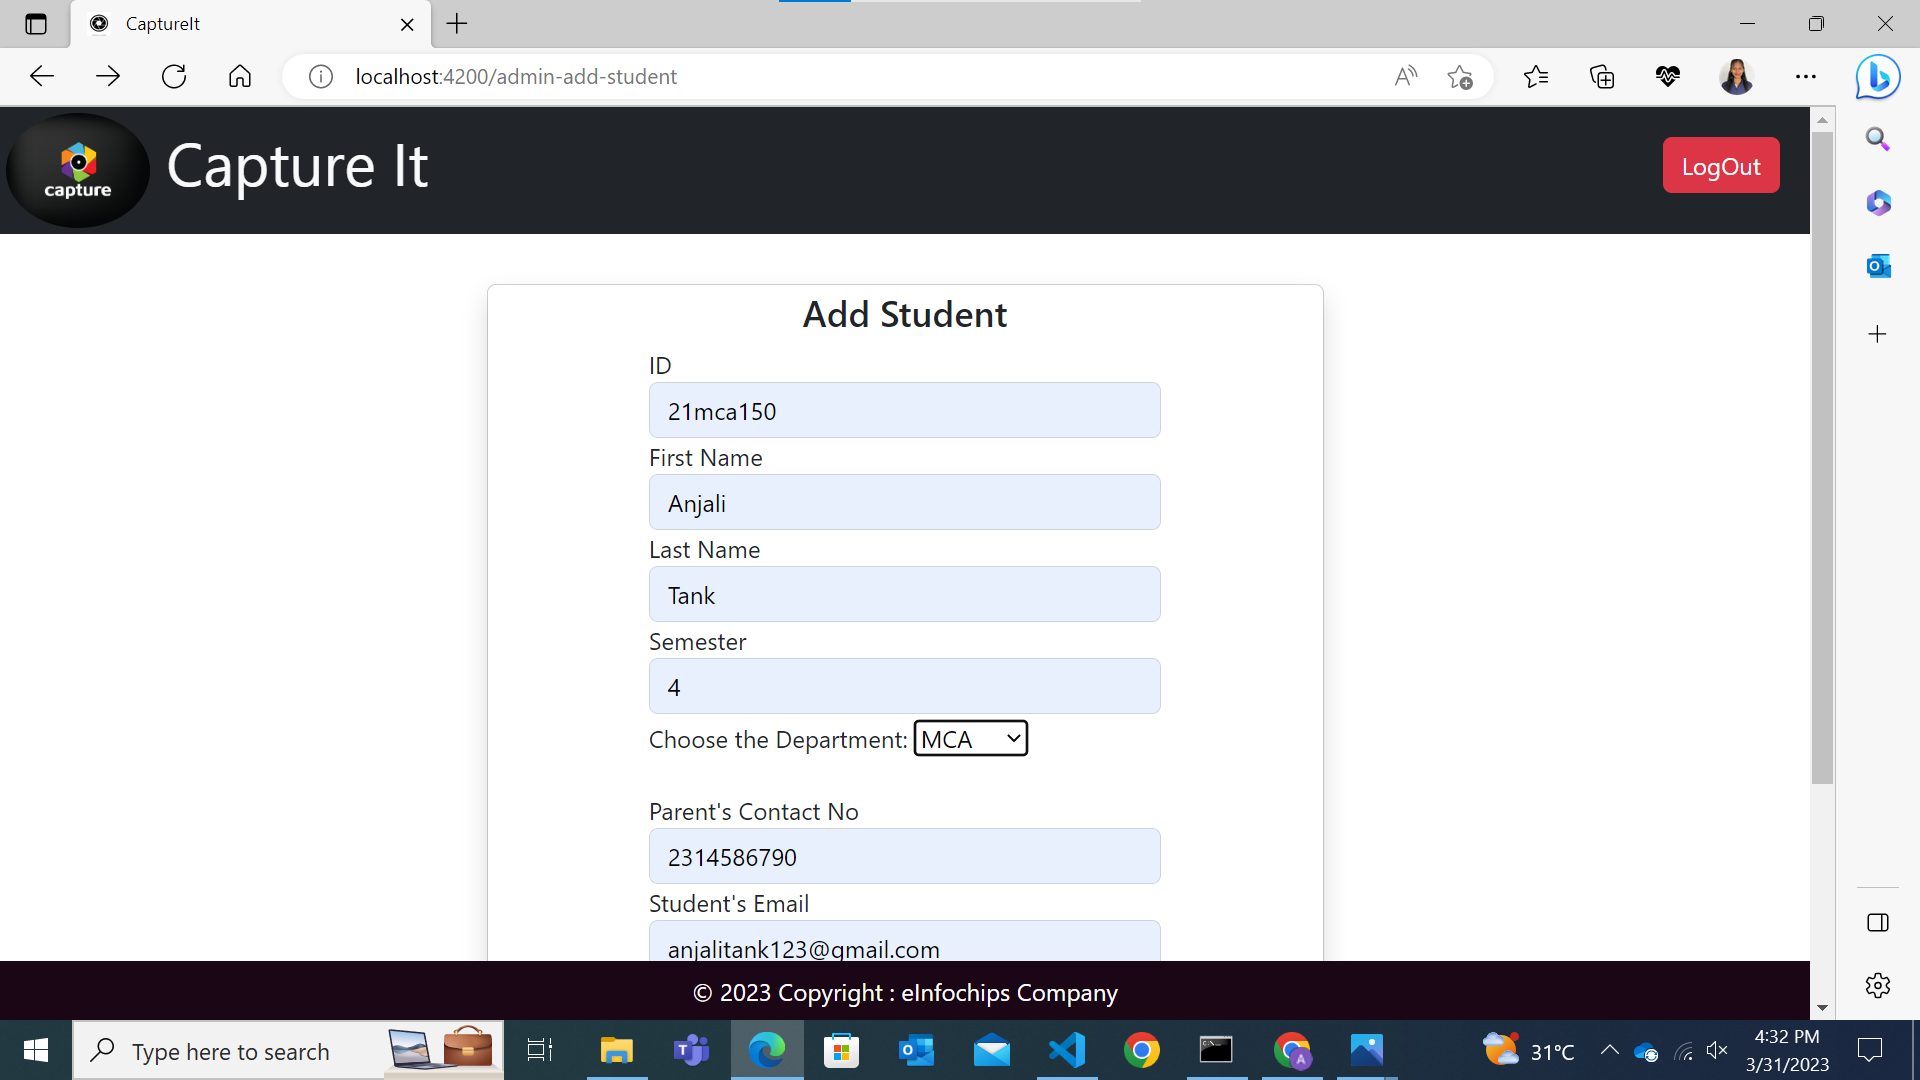 CaptureIt
localhost:4200/admin-add-student
capture
Capture It
LogOut
Add Student
ID
21mca150
First Name
Anjali
Last Name
Tank
Semester
4
Choose the Department: MCA
Parent's Contact No
2314586790
Student's Email
anjalitank123@gmail.com
© 2023 Copyright : eInfochips Company
Type here to search
31°C
4:32 PM
3/31/2023